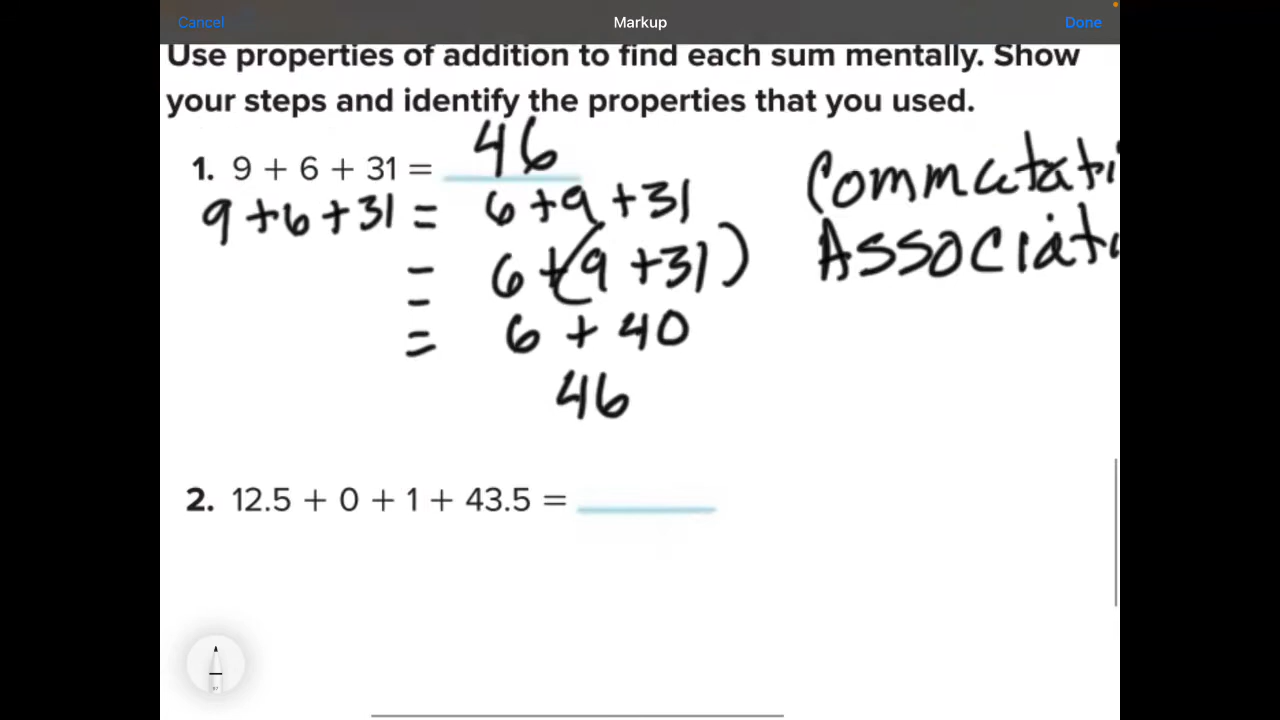 Cancel Markup Done
Use properties of addition to find each sum mentally. Show
your steps and identify the properties that you used.
1. 9 + 6 + 31 = 46
9 + 6 + 31 = 6 + 9 + 31
= 6 + (9 + 31)
= 6 + 40
46
Commutati
Associati
2. 12.5 + 0 + 1 + 43.5 =